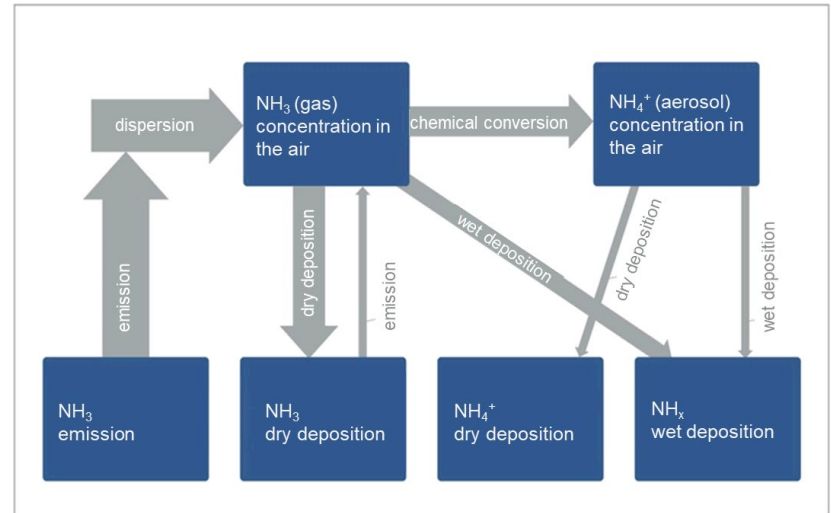 dispersion
NH₃ (gas)
concentration in
the air
chemical conversion
NH₄⁺ (aerosol)
concentration in
the air
emission
dry deposition
emission
wet deposition
dry deposition
wet deposition
NH₃
emission
NH₃
dry deposition
NH₄⁺
dry deposition
NHₓ
wet deposition